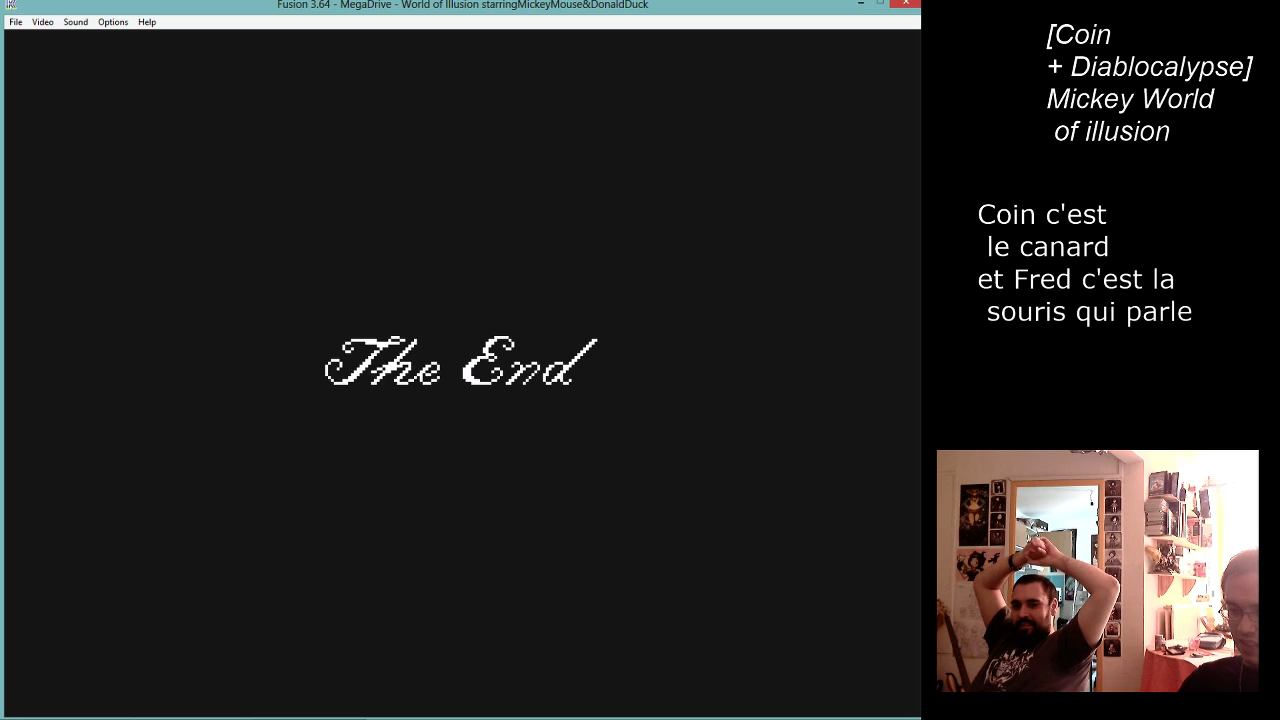 Fusion 3.64 - MegaDrive - World of Illusion starringMickeyMouse&DonaldDuck
File Video Sound Options Help
The End
[Coin
+ Diablocalypse]
Mickey World
of illusion
Coin c'est
le canard
et Fred c'est la
souris qui parle